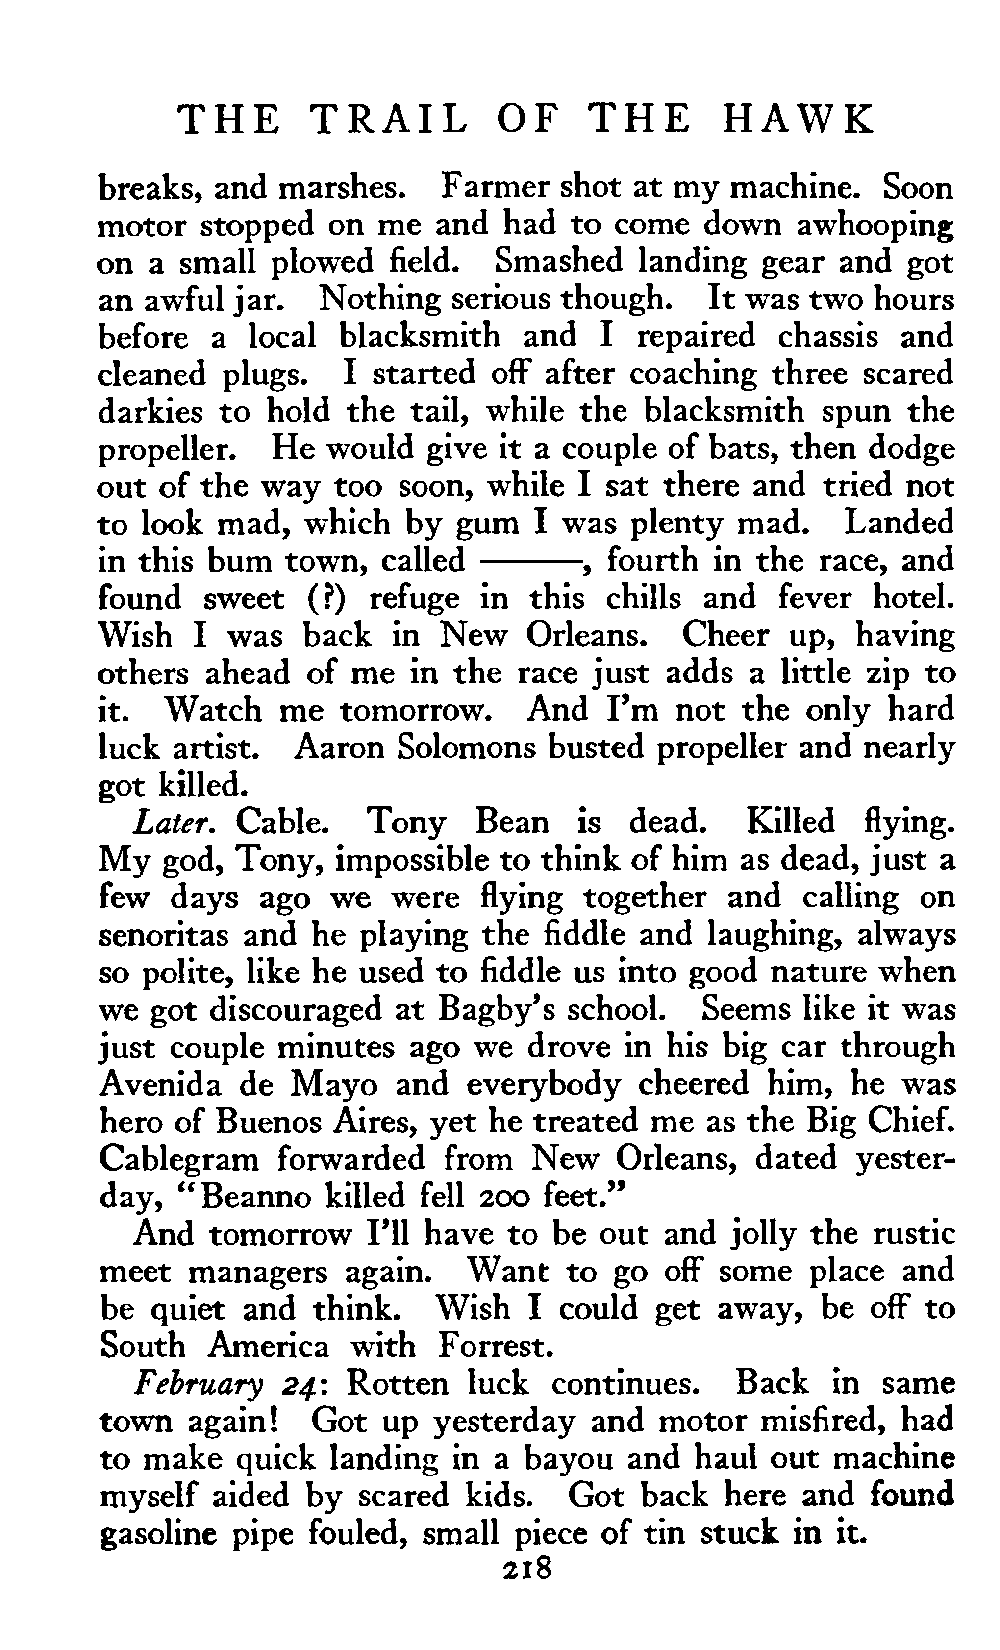 THE TRAIL OF THE HAWK
breaks, and marshes. Farmer shot at my machine. Soon
motor stopped on me and had to come down awhooping
on a small plowed field. Smashed landing gear and got
an awful jar. Nothing serious though. It was two hours
before a local blacksmith and I repaired chassis and
cleaned plugs. I started off after coaching three scared
darkies to hold the tail, while the blacksmith spun the
propeller. He would give it a couple of bats, then dodge
out of the way too soon, while I sat there and tried not
to look mad, which by gum I was plenty mad. Landed
in this bum town, called ———, fourth in the race, and
found sweet (?) refuge in this chills and fever hotel.
Wish I was back in New Orleans. Cheer up, having
others ahead of me in the race just adds a little zip to
it. Watch me tomorrow. And I'm not the only hard
luck artist. Aaron Solomons busted propeller and nearly
got killed.
Later. Cable. Tony Bean is dead. Killed flying.
My god, Tony, impossible to think of him as dead, just a
few days ago we were flying together and calling on
senoritas and he playing the fiddle and laughing, always
so polite, like he used to fiddle us into good nature when
we got discouraged at Bagby's school. Seems like it was
just couple minutes ago we drove in his big car through
Avenida de Mayo and everybody cheered him, he was
hero of Buenos Aires, yet he treated me as the Big Chief.
Cablegram forwarded from New Orleans, dated yester-
day, "Beanno killed fell 200 feet."
And tomorrow I'll have to be out and jolly the rustic
meet managers again. Want to go off some place and
be quiet and think. Wish I could get away, be off to
South America with Forrest.
February 24: Rotten luck continues. Back in same
town again! Got up yesterday and motor misfired, had
to make quick landing in a bayou and haul out machine
myself aided by scared kids. Got back here and found
gasoline pipe fouled, small piece of tin stuck in it.
218